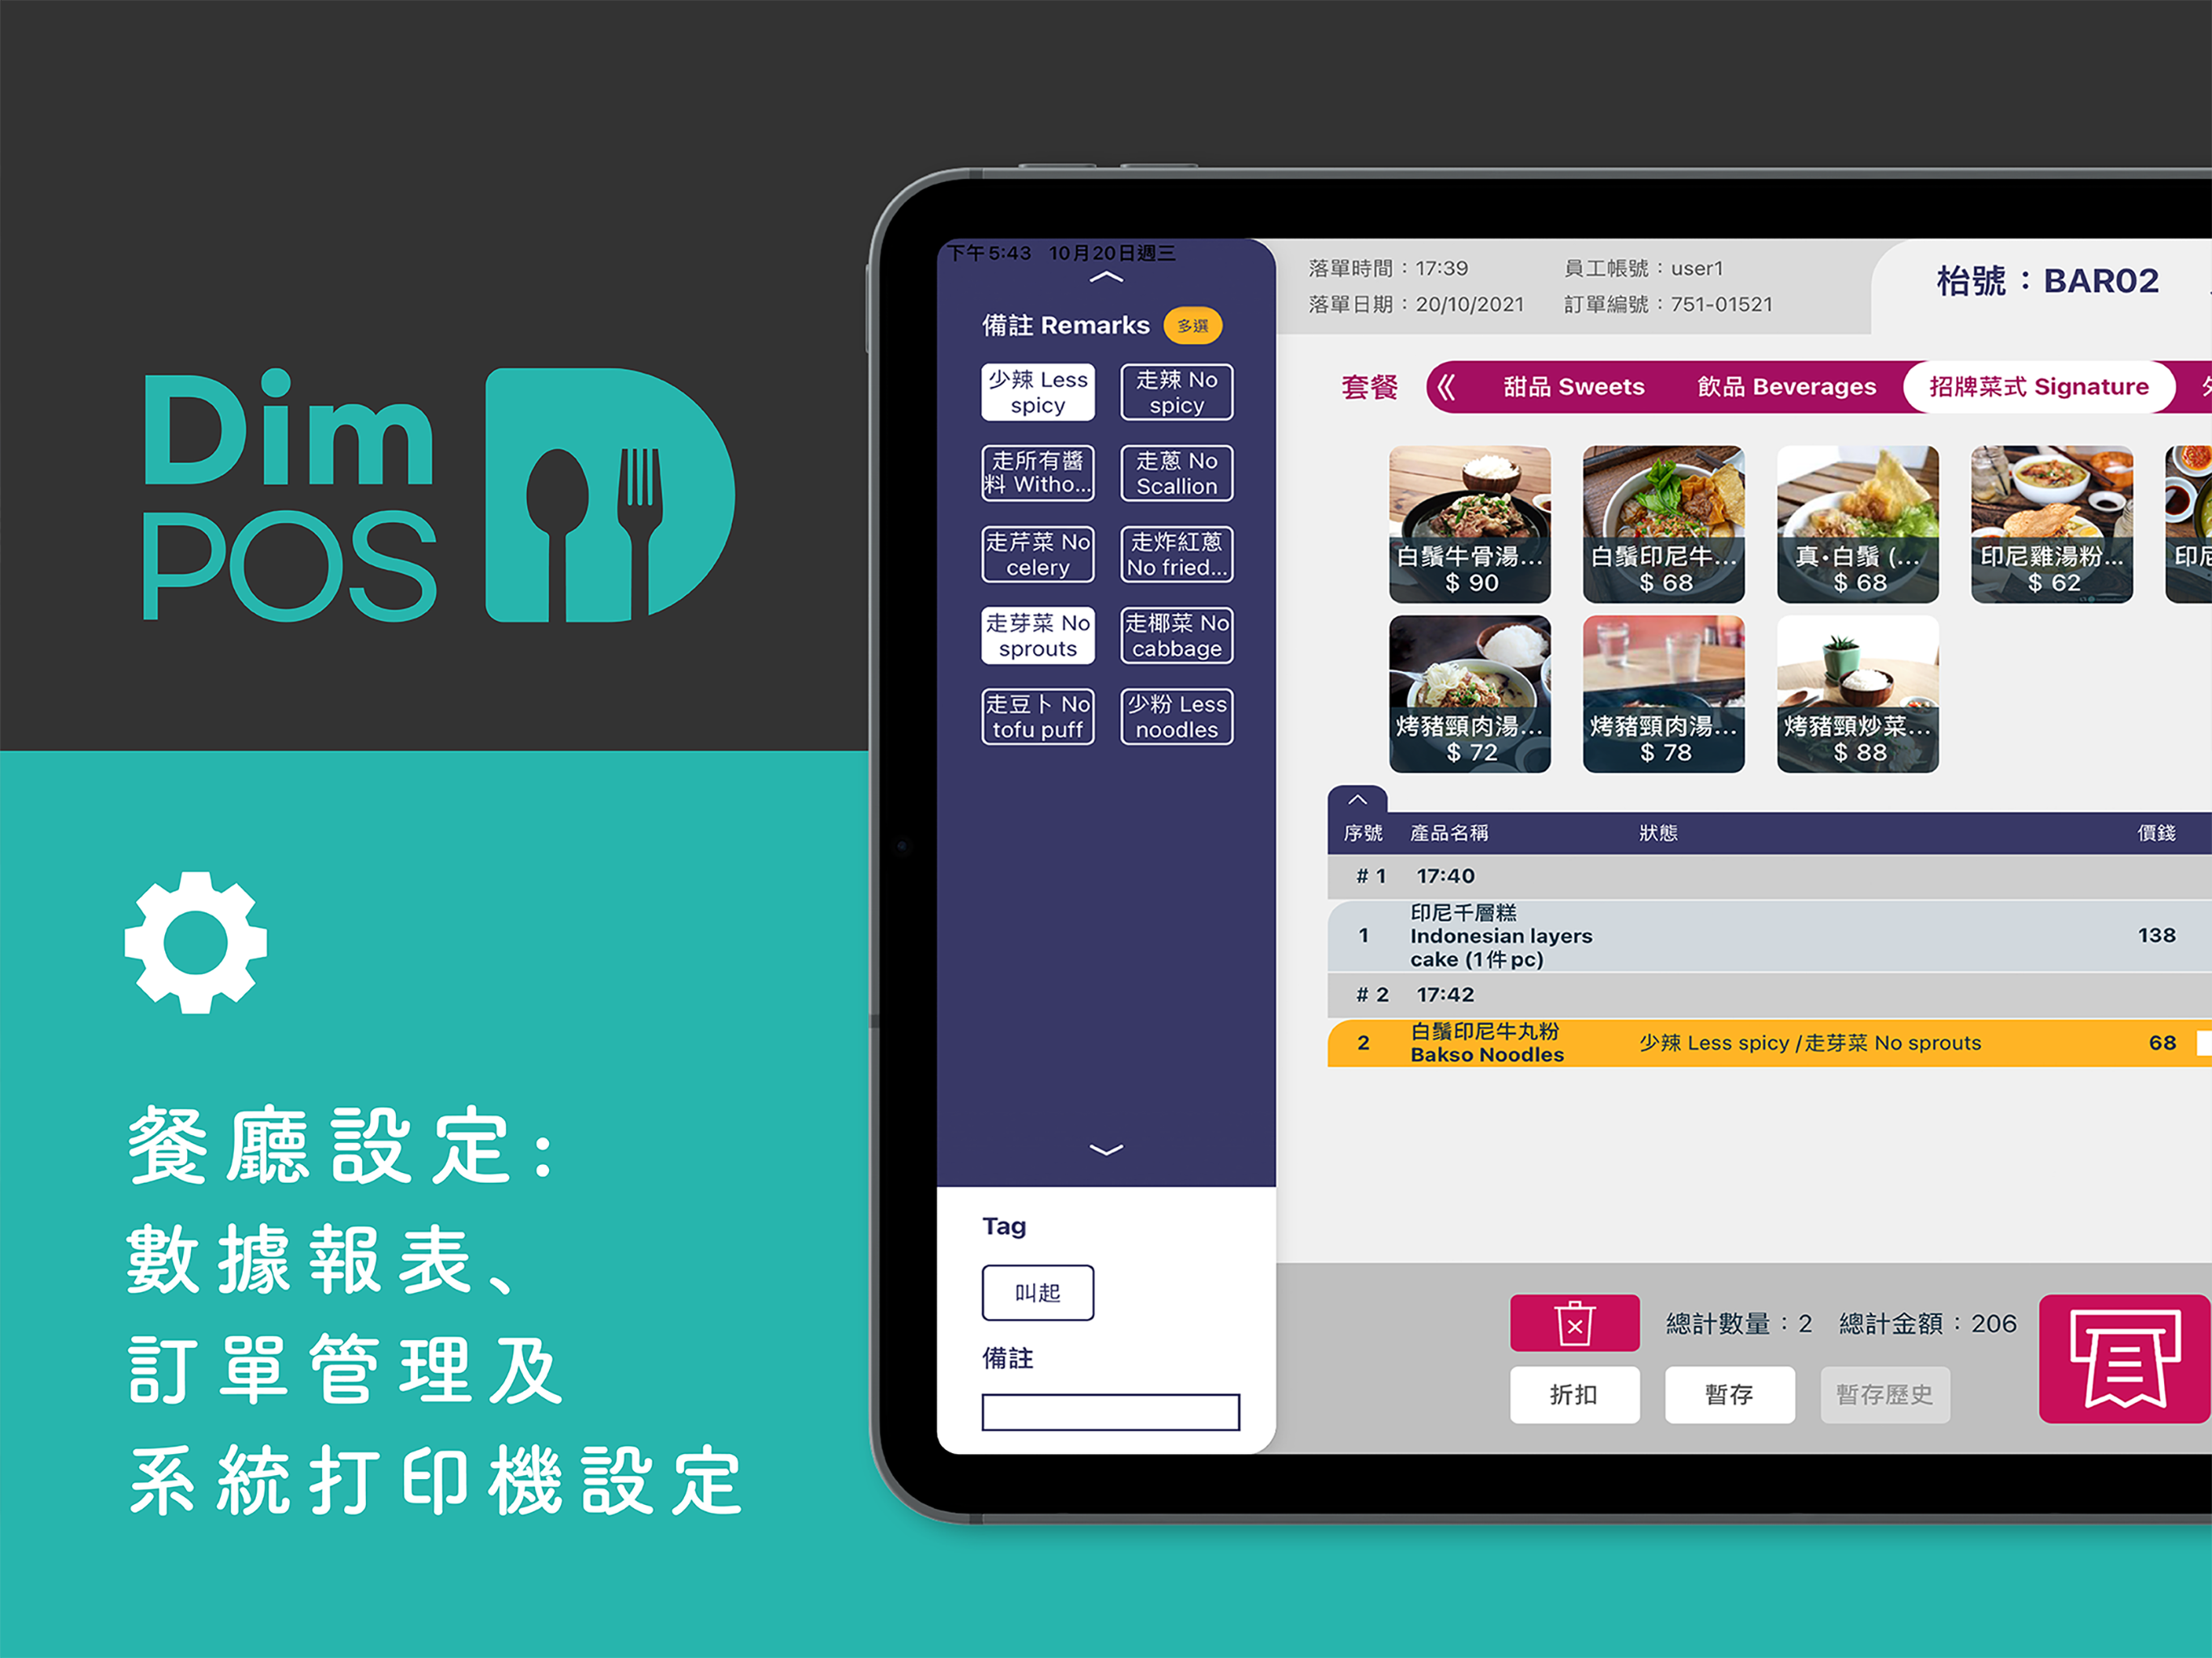 Dim
POS
餐廳設定:
數據報表、
訂單管理及
系統打印機設定
下午5:43 10月20日週三
備註 Remarks 多選
少辣 Less
spicy
走辣 No
spicy
走所有醬
料 Witho...
走蔥 No
Scallion
走芹菜 No
celery
走炸紅蔥
No fried...
走芽菜 No
sprouts
走椰菜 No
cabbage
走豆卜 No
tofu puff
少粉 Less
noodles
Tag
叫起
備註
落單時間：17:39 員工帳號：user1
落單日期：20/10/2021 訂單編號：751-01521
枱號：BAR02
套餐 甜品 Sweets 飲品 Beverages 招牌菜式 Signature
白鬚牛骨湯...
$ 90
白鬚印尼牛...
$ 68
真•白鬚 (...
$ 68
印尼雞湯粉...
$ 62
印尼
烤豬頸肉湯...
$ 72
烤豬頸肉湯...
$ 78
烤豬頸炒菜...
$ 88
序號 產品名稱 狀態 價錢
# 1 17:40
印尼千層糕
1 Indonesian layers 138
cake (1件pc)
# 2 17:42
白鬚印尼牛丸粉
2 少辣 Less spicy /走芽菜 No sprouts 68
Bakso Noodles
總計數量：2 總計金額：206
折扣 暫存 暫存歷史